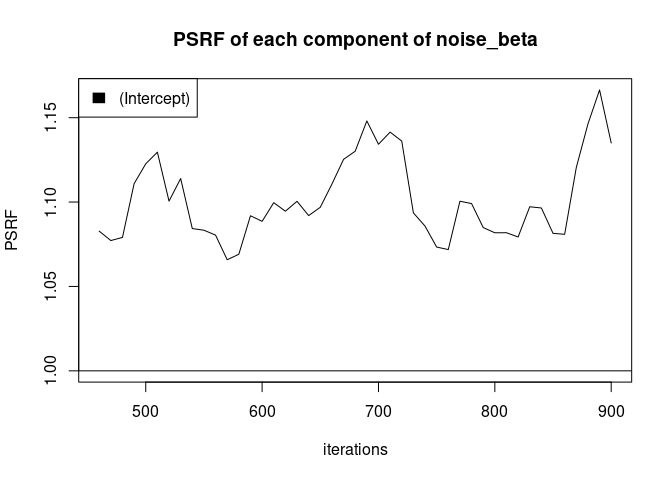 PSRF of each component of noise_beta
(Intercept)
1.15
1.10
1.05
1.00
PSRF
500 600 700 800 900
iterations